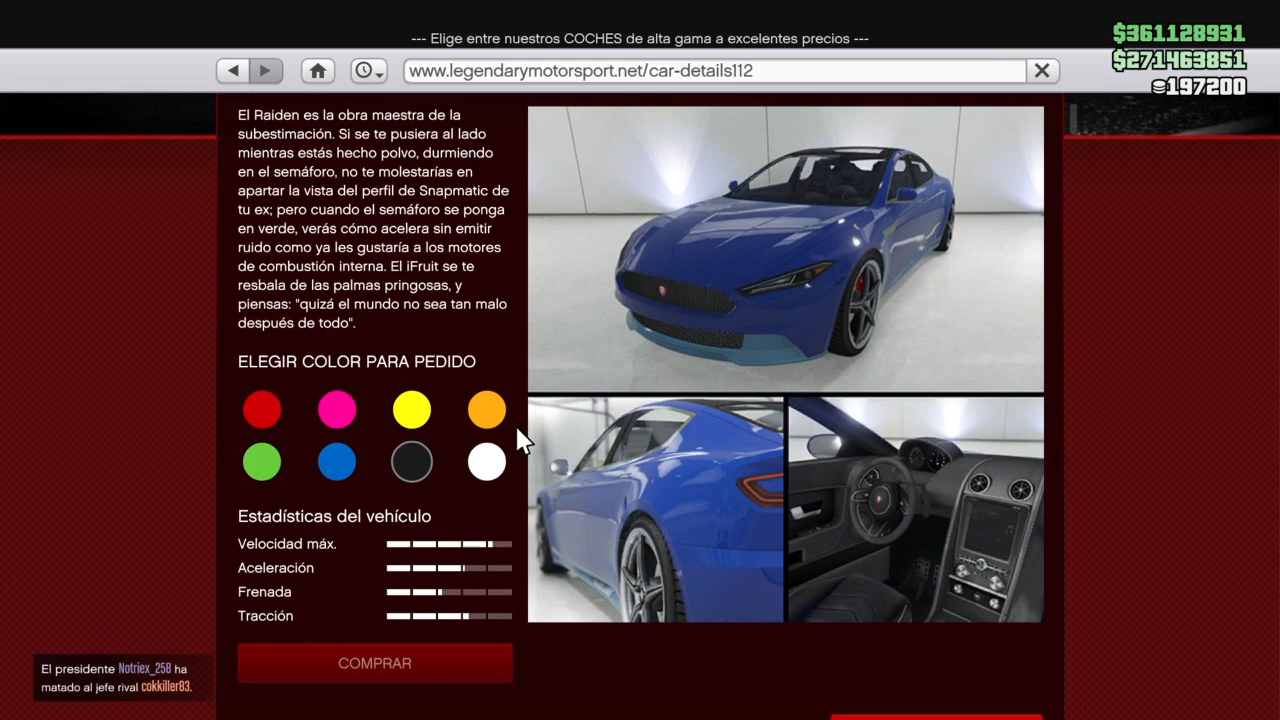 --- Elige entre nuestros COCHES de alta gama a excelentes precios ---
$361128931
$271463851
197200
www.legendarymotorsport.net/car-details112
El Raiden es la obra maestra de la
subestimación. Si se te pusiera al lado
mientras estás hecho polvo, durmiendo
en el semáforo, no te molestarías en
apartar la vista del perfil de Snapmatic de
tu ex; pero cuando el semáforo se ponga
en verde, verás cómo acelera sin emitir
ruido como ya les gustaría a los motores
de combustión interna. El iFruit se te
resbala de las palmas pringosas, y
piensas: "quizá el mundo no sea tan malo
después de todo".
ELEGIR COLOR PARA PEDIDO
Estadísticas del vehículo
Velocidad máx.
Aceleración
Frenada
Tracción
COMPRAR
El presidente Notriex_258 ha
matado al jefe rival cokkiller83.